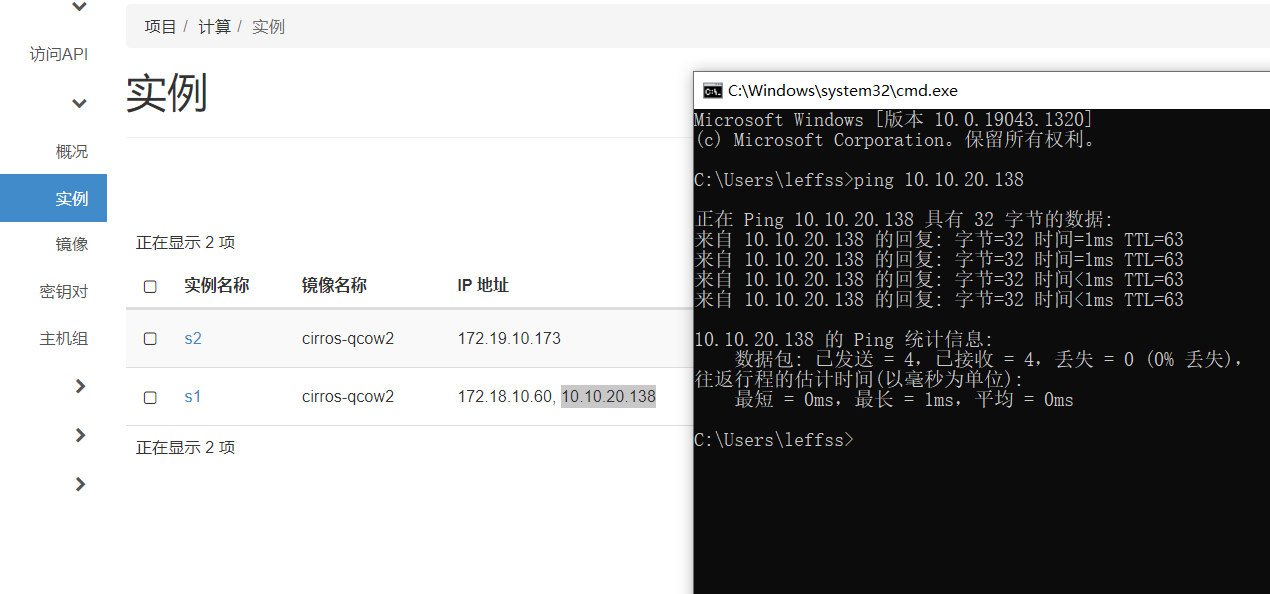 项目 / 计算 / 实例
访问API
实例
概况
实例
镜像
密钥对
主机组
正在显示 2 项
实例名称 镜像名称 IP 地址
s2 cirros-qcow2 172.19.10.173
s1 cirros-qcow2 172.18.10.60, 10.10.20.138
正在显示 2 项
C:\Windows\system32\cmd.exe
Microsoft Windows [版本 10.0.19043.1320]
(c) Microsoft Corporation。保留所有权利。
C:\Users\leffss>ping 10.10.20.138
正在 Ping 10.10.20.138 具有 32 字节的数据:
来自 10.10.20.138 的回复: 字节=32 时间=1ms TTL=63
来自 10.10.20.138 的回复: 字节=32 时间=1ms TTL=63
来自 10.10.20.138 的回复: 字节=32 时间<1ms TTL=63
来自 10.10.20.138 的回复: 字节=32 时间<1ms TTL=63
10.10.20.138 的 Ping 统计信息:
数据包: 已发送 = 4，已接收 = 4，丢失 = 0 (0% 丢失)，
往返行程的估计时间(以毫秒为单位):
最短 = 0ms，最长 = 1ms，平均 = 0ms
C:\Users\leffss>